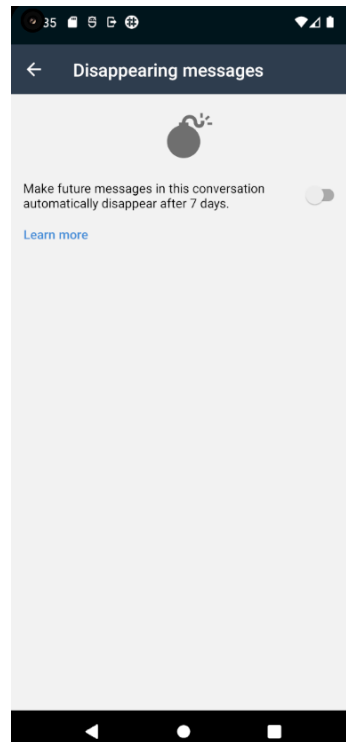 35
Disappearing messages
Make future messages in this conversation
automatically disappear after 7 days.
Learn more